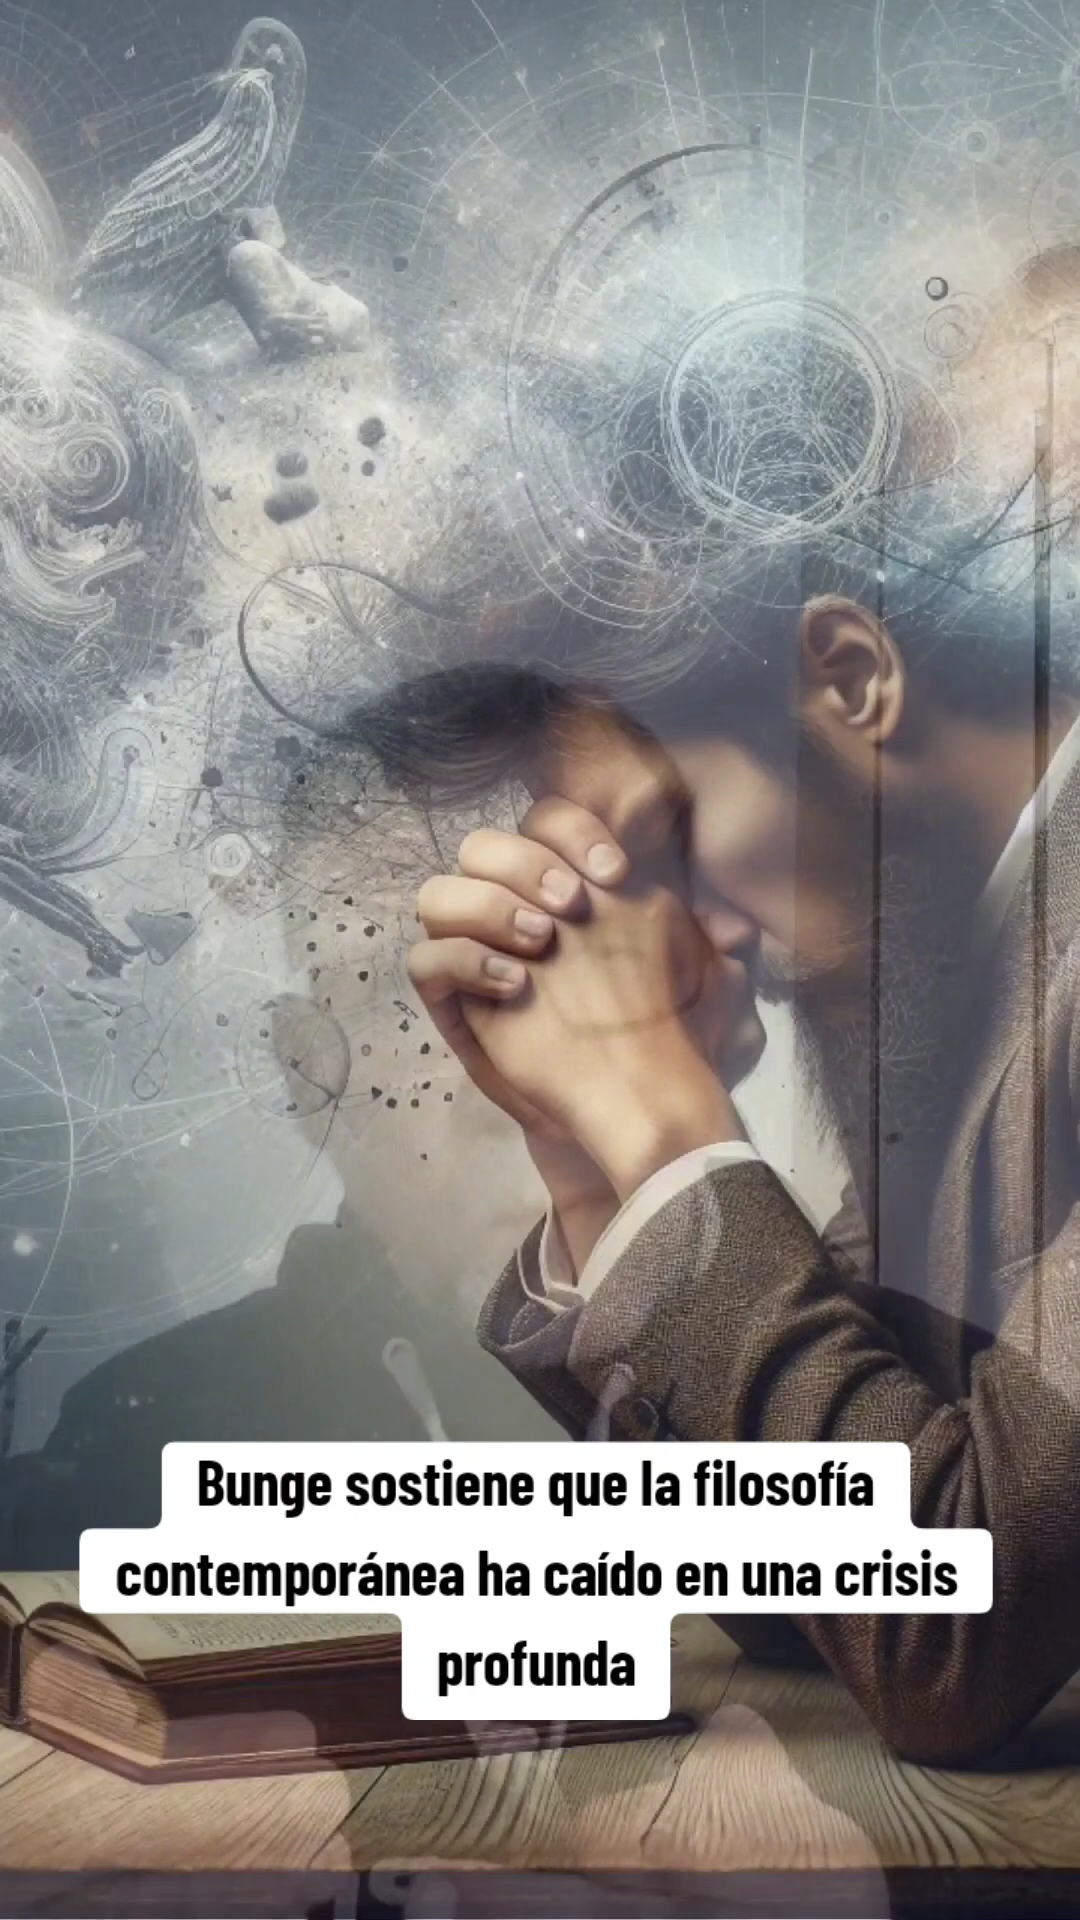 Bunge sostiene que la filosofía
contemporánea ha caído en una crisis
profunda